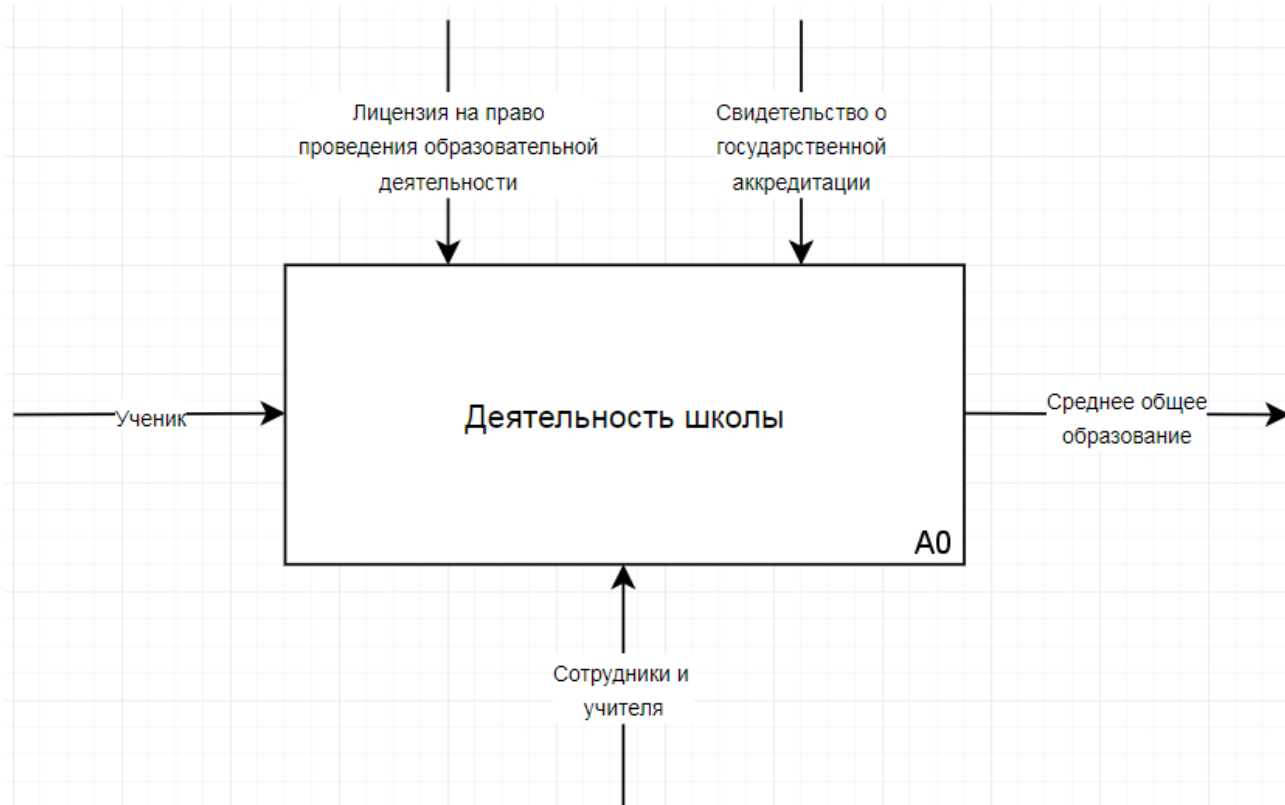 Лицензия на право
проведения образовательной
деятельности
Свидетельство о
государственной
аккредитации
Ученик
Деятельность школы
Среднее общее
образование
A0
Сотрудники и
учителя